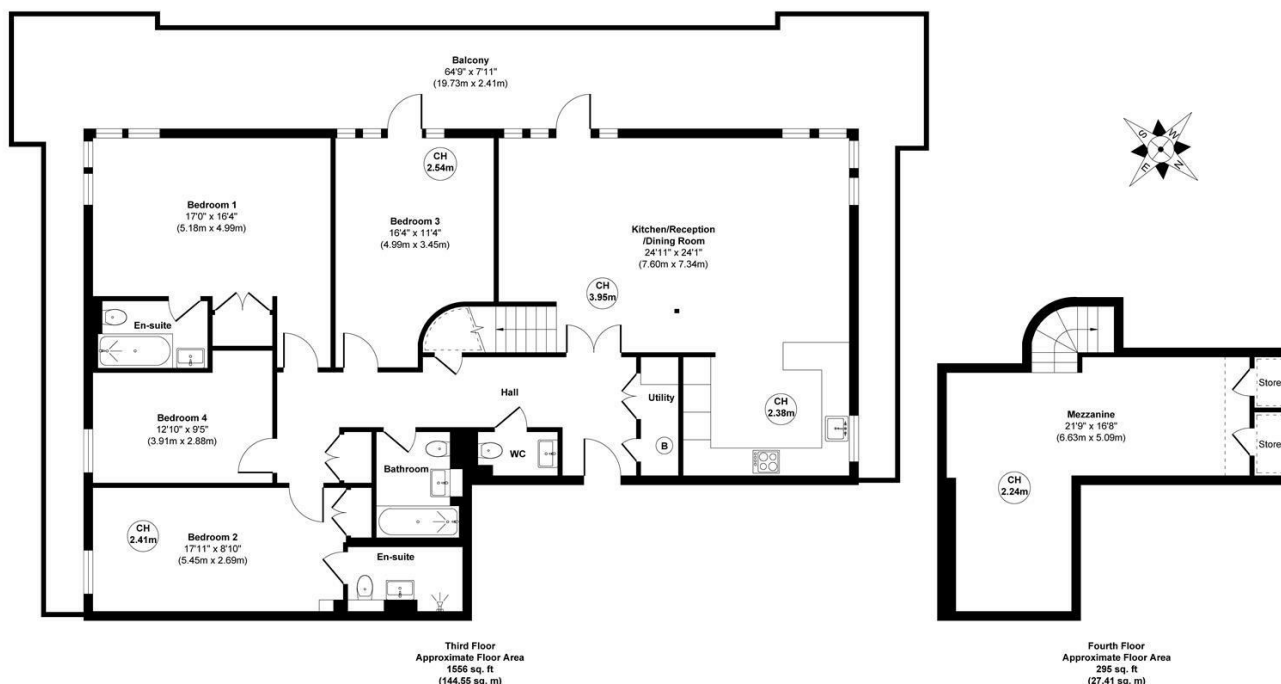 Balcony
64'9" x 7'11"
(19.73m x 2.41m)
CH
2.54m
Bedroom 1
17'0" x 16'4"
(5.18m x 4.99m)
Bedroom 3
16'4" x 11'4"
(4.99m x 3.45m)
Kitchen/Reception
/Dining Room
24'11" x 24'1"
(7.60m x 7.34m)
CH
3.95m
En-suite
Hall
Utility
CH
2.38m
Bedroom 4
12'10" x 9'5"
(3.91m x 2.88m)
B
WC
Bathroom
CH
2.41m
Bedroom 2
17'11" x 8'10"
(5.45m x 2.69m)
En-suite
Third Floor
Approximate Floor Area
1556 sq. ft
(144.55 sq. m)
S
W
E
N
Mezzanine
21'9" x 16'8"
(6.63m x 5.09m)
Store
Store
CH
2.24m
Fourth Floor
Approximate Floor Area
295 sq. ft
(27.41 sq. m)